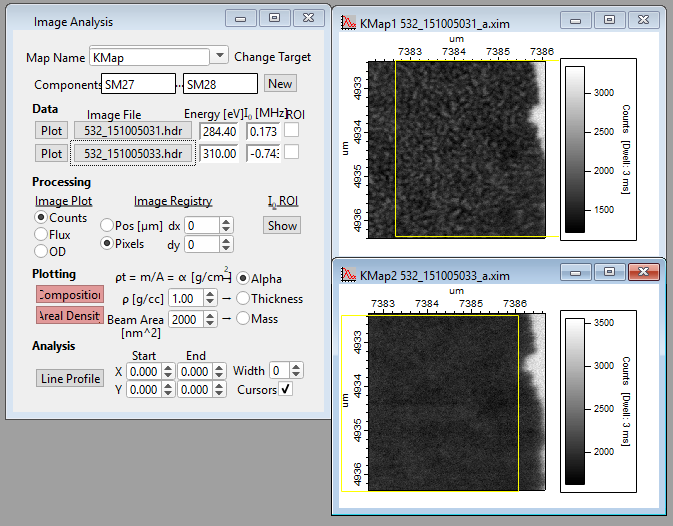 Image Analysis
Map Name KMap Change Target
Components SM27 ... SM28 New
Data Image File Energy [eV] I0 [MHz] ROI
Plot 532_151005031.hdr 284.40 0.173
Plot 532_151005033.hdr 310.00
Processing
Image Plot Image Registry I0 ROI
Counts Pos [µm] dx 0 Show
Flux Pixels dy 0
OD
Plotting ρt = m/A = α [g/cm^2] Alpha
Composition ρ [g/cc] 1.00 → Thickness
Areal Densit Beam Area 2000 → Mass
[nm^2]
Analysis
Start End
Line Profile X 0.000 0.000 Width 0
Y 0.000 0.000 Cursors
KMap1 532_151005031_a.xim
um
7383 7384 7385 7386
4933
4934
4935
4936
um
3000
2500
2000
1500
Counts [Dwell: 3 ms]
KMap2 532_151005033_a.xim
um
7383 7384 7385 7386
4933
4934
4935
4936
um
3500
3000
2500
2000
Counts [Dwell: 3 ms]